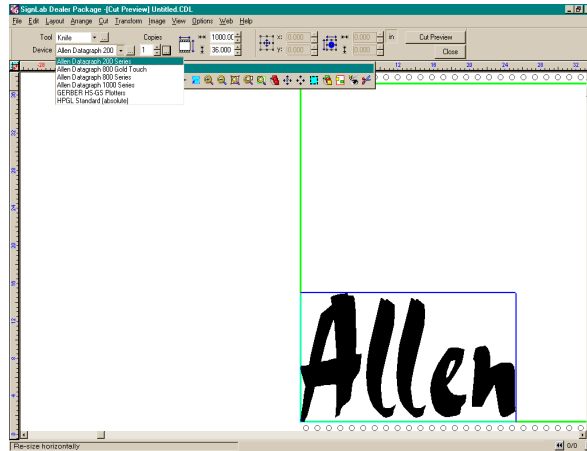 SignLab Dealer Package -[Cut Preview] Untitled.CDL
File Edit Layout Arrange Cut Transform Image View Options Web Help
Tool Knife Copies 1000.00 x: 0.000 0.000 in Cut Preview
Device Allen Datagraph 200 1 36.000 Y: 0.000 0.000 Close
Allen Datagraph 200 Series
Allen Datagraph 800 Gold Touch
Allen Datagraph 800 Series
Allen Datagraph 1000 Series
GERBER HS-GS Plotters
HPGL Standard (absolute)
Allen
Re-size horizontally 0/0